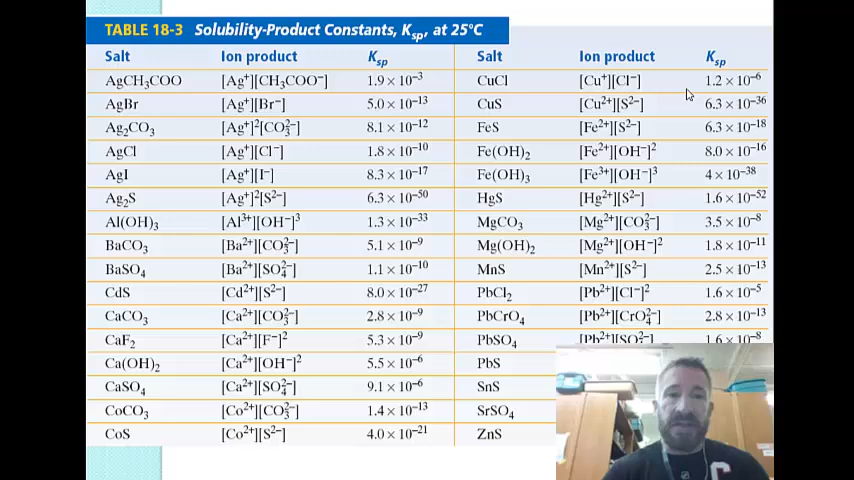 TABLE 18-3 Solubility-Product Constants, Ksp, at 25°C
Salt Ion product Ksp Salt Ion product Ksp
AgCH₃COO [Ag⁺][CH₃COO⁻] 1.9 × 10⁻³ CuCl [Cu⁺][Cl⁻] 1.2 × 10⁻⁶
AgBr [Ag⁺][Br⁻] 5.0 × 10⁻¹³ CuS [Cu²⁺][S²⁻] 6.3 × 10⁻³⁶
Ag₂CO₃ [Ag⁺]²[CO₃²⁻] 8.1 × 10⁻¹² FeS [Fe²⁺][S²⁻] 6.3 × 10⁻¹⁸
AgCl [Ag⁺][Cl⁻] 1.8 × 10⁻¹⁰ Fe(OH)₂ [Fe²⁺][OH⁻]² 8.0 × 10⁻¹⁶
AgI [Ag⁺][I⁻] 8.3 × 10⁻¹⁷ Fe(OH)₃ [Fe³⁺][OH⁻]³ 4 × 10⁻³⁸
Ag₂S [Ag⁺]²[S²⁻] 6.3 × 10⁻⁵⁰ HgS [Hg²⁺][S²⁻] 1.6 × 10⁻⁵²
Al(OH)₃ [Al³⁺][OH⁻]³ 1.3 × 10⁻³³ MgCO₃ [Mg²⁺][CO₃²⁻] 3.5 × 10⁻⁸
BaCO₃ [Ba²⁺][CO₃²⁻] 5.1 × 10⁻⁹ Mg(OH)₂ [Mg²⁺][OH⁻]² 1.8 × 10⁻¹¹
BaSO₄ [Ba²⁺][SO₄²⁻] 1.1 × 10⁻¹⁰ MnS [Mn²⁺][S²⁻] 2.5 × 10⁻¹³
CdS [Cd²⁺][S²⁻] 8.0 × 10⁻²⁷ PbCl₂ [Pb²⁺][Cl⁻]² 1.6 × 10⁻⁵
CaCO₃ [Ca²⁺][CO₃²⁻] 2.8 × 10⁻⁹ PbCrO₄ [Pb²⁺][CrO₄²⁻] 2.8 × 10⁻¹³
CaF₂ [Ca²⁺][F⁻]² 5.3 × 10⁻⁹ PbSO₄ [Pb²⁺][SO₄²⁻] 1.6 × 10⁻⁸
Ca(OH)₂ [Ca²⁺][OH⁻]² 5.5 × 10⁻⁶ PbS
CaSO₄ [Ca²⁺][SO₄²⁻] 9.1 × 10⁻⁶ SnS
CoCO₃ [Co²⁺][CO₃²⁻] 1.4 × 10⁻¹³ SrSO₄
CoS [Co²⁺][S²⁻] 4.0 × 10⁻²¹ ZnS
C